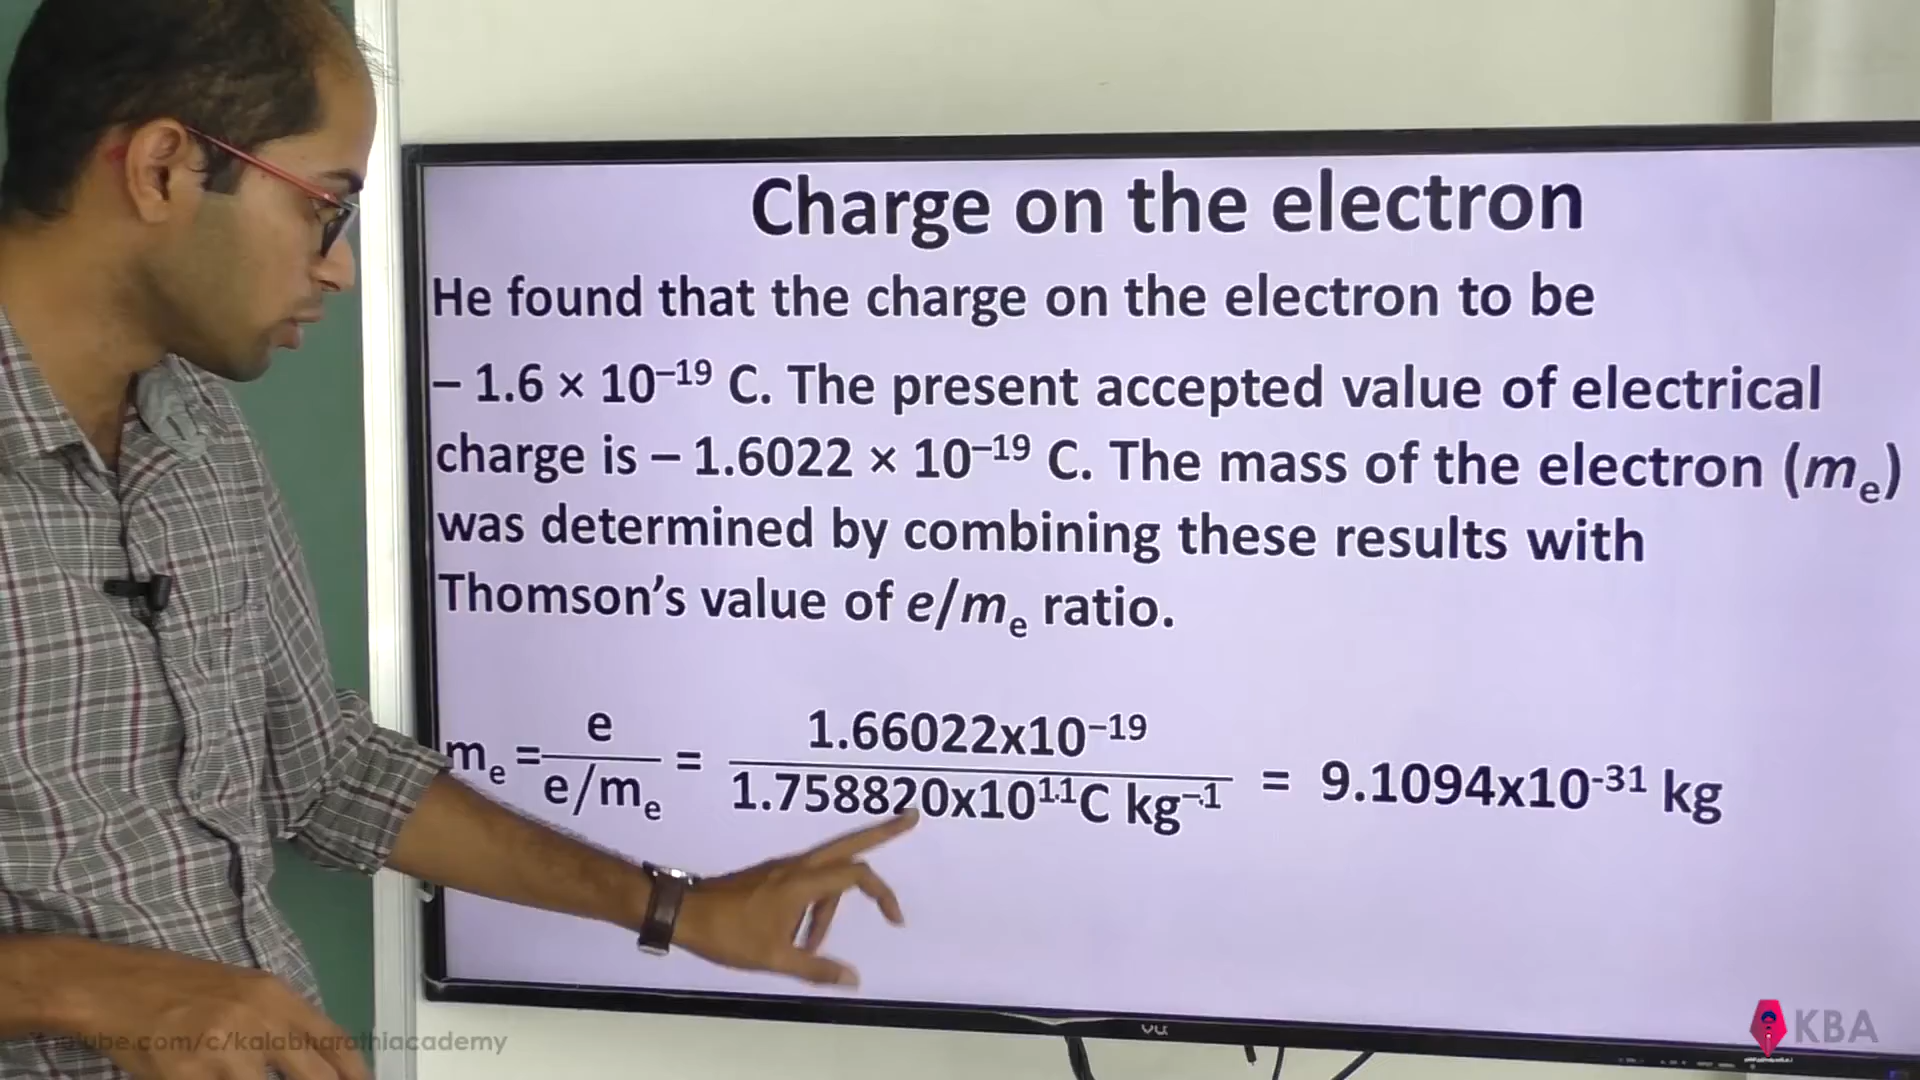 Charge on the electron
He found that the charge on the electron to be
– 1.6 × 10⁻¹⁹ C. The present accepted value of electrical
charge is – 1.6022 × 10⁻¹⁹ C. The mass of the electron (mₑ)
was determined by combining these results with
Thomson’s value of e/mₑ ratio.
mₑ = e / e/mₑ = 1.66022x10⁻¹⁹ / 1.758820x10¹¹C kg⁻¹ = 9.1094x10⁻³¹ kg
VU
KBA
/c/kalabharathiacademy